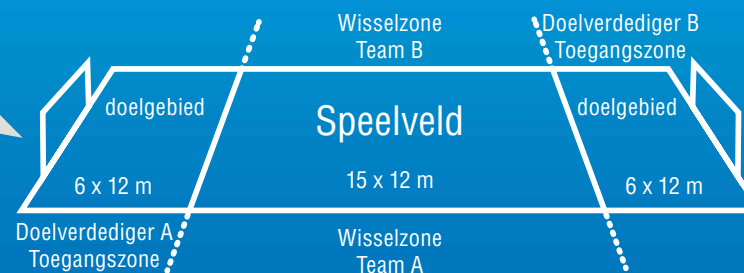 Wisselzone
Team B
Doelverdediger B
Toegangszone
doelgebied
Speelveld
doelgebied
6 x 12 m
15 x 12 m
6 x 12 m
Doelverdediger A
Toegangszone
Wisselzone
Team A